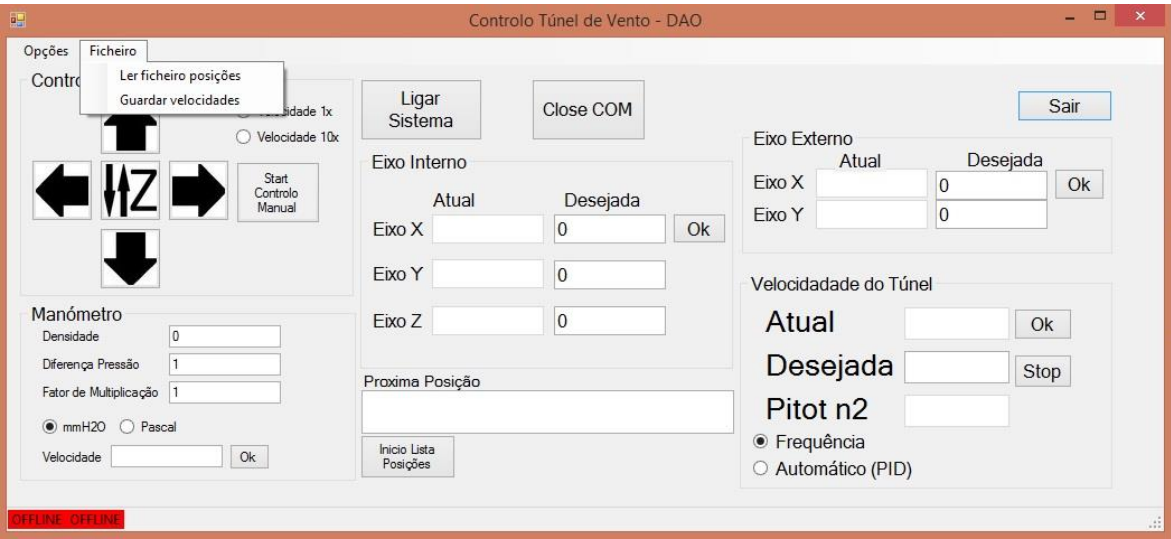 Controlo Túnel de Vento - DAO
Opções Ficheiro
Ler ficheiro posições
Guardar velocidades
Velocidade 1x
Velocidade 10x
Z
Start
Controlo
Manual
Manómetro
Densidade 0
Diferença Pressão 1
Fator de Multiplicação 1
mmH2O Pascal
Velocidade Ok
Ligar
Sistema
Close COM
Eixo Interno
Atual Desejada
Eixo X 0 Ok
Eixo Y 0
Eixo Z 0
Proxima Posição
Inicio Lista
Posições
Sair
Eixo Externo
Atual Desejada
Eixo X 0 Ok
Eixo Y 0
Velocidadade do Túnel
Atual Ok
Desejada Stop
Pitot n2
Frequência
Automático (PID)
OFFLINE OFFLINE